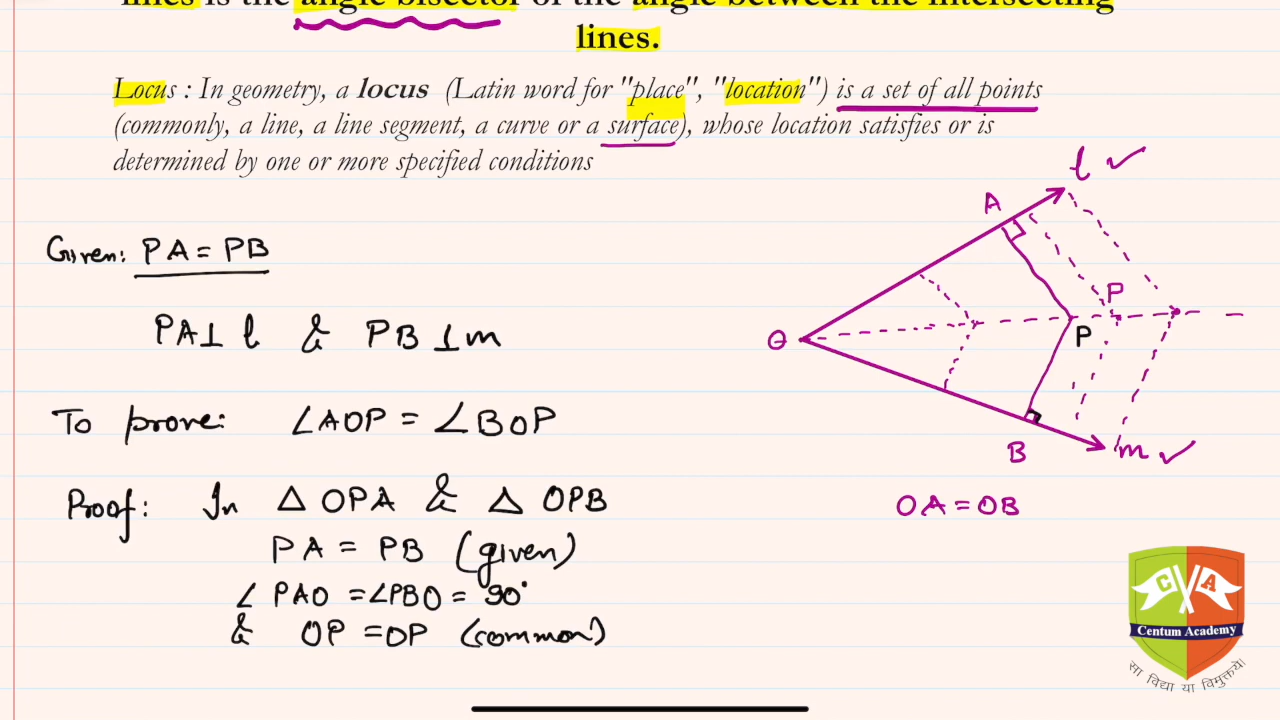 lines is the angle bisector of the angle between the intersecting
lines.
Locus : In geometry, a locus (Latin word for "place", "location") is a set of all points
(commonly, a line, a line segment, a curve or a surface), whose location satisfies or is
determined by one or more specified conditions
Given: PA = PB
PA ⊥ l & PB ⊥ m
To prove: ∠AOP = ∠BOP
Proof: In △ OPA & △ OPB
PA = PB (given)
∠ PAO = ∠PBO = 90°
& OP = OP (common)
l ✓
A
P
O
P
B
m ✓
OA = OB
C A
Centum Academy
सा विद्या या विमुक्तये।